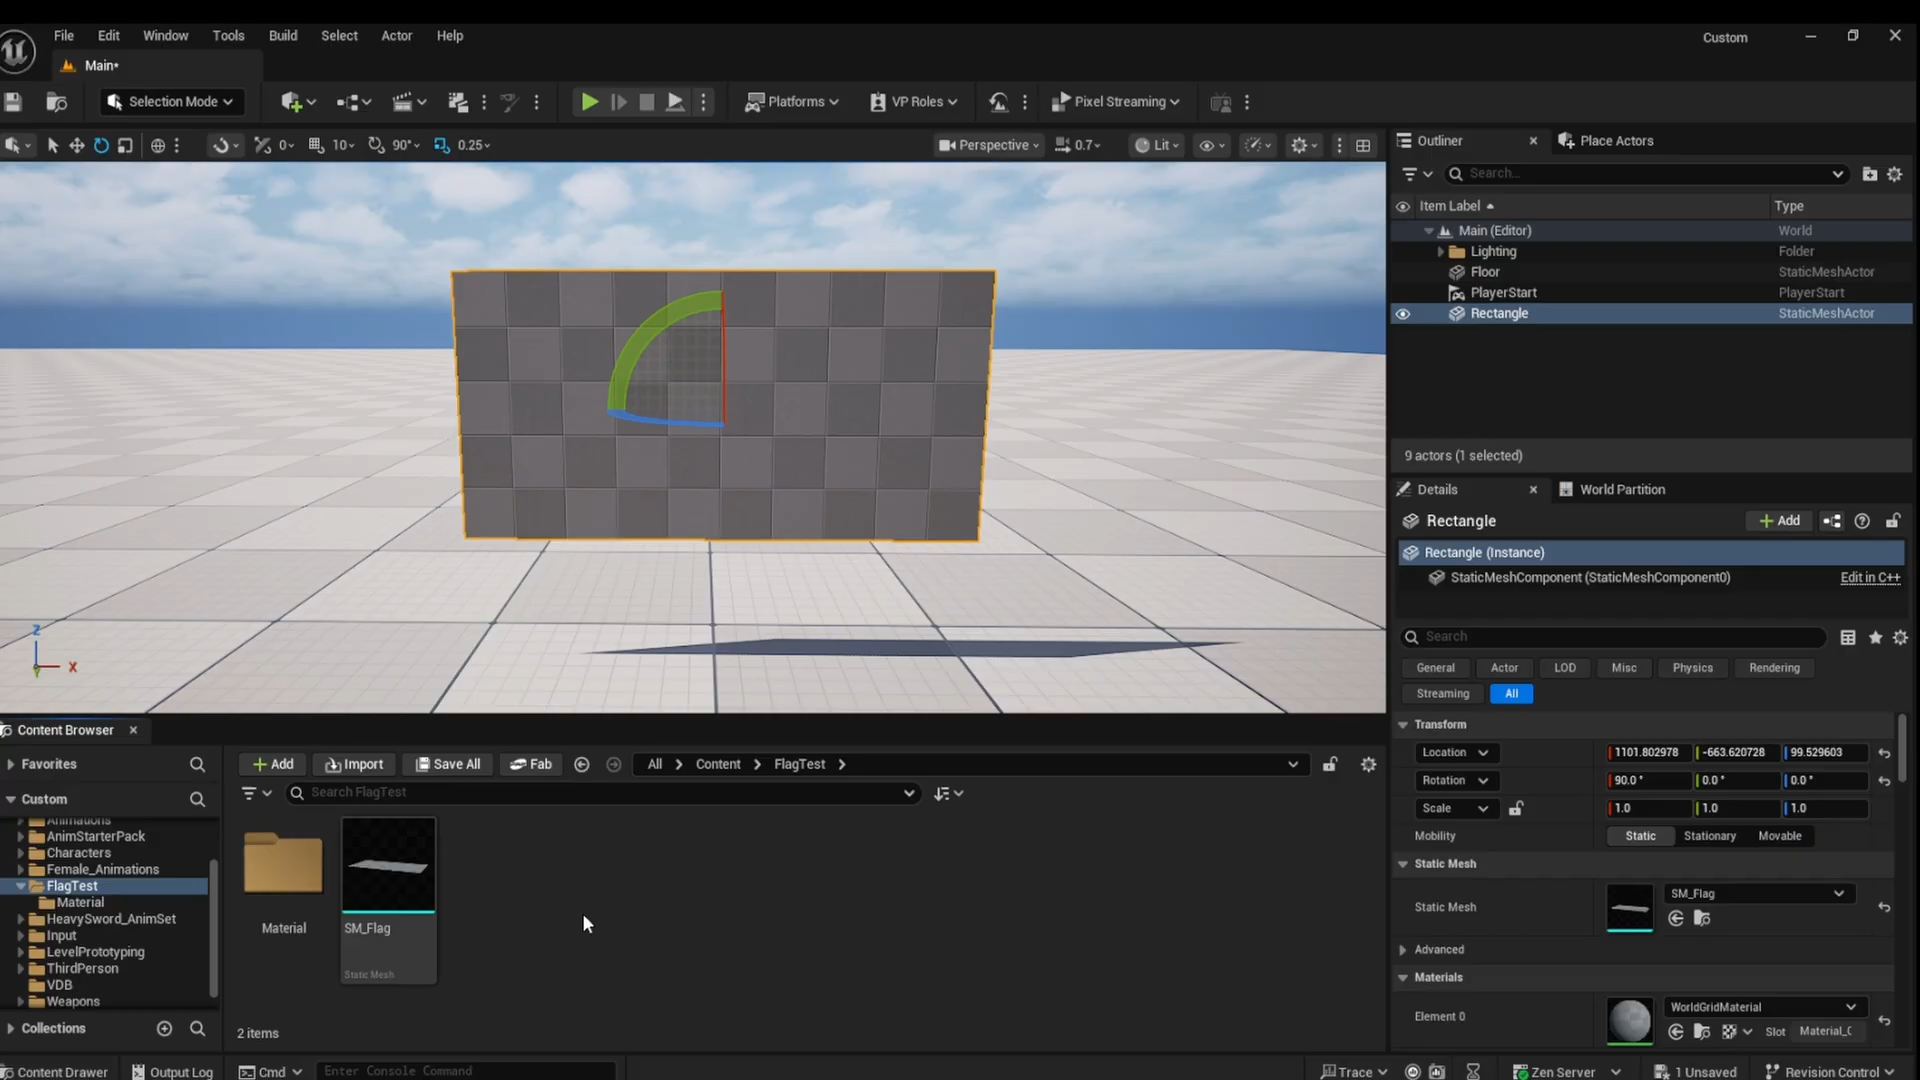 File Edit Window Tools Build Select Actor Help
Custom
Main•
Selection Mode
Platforms VP Roles Pixel Streaming
0 10 90° 0.25
Perspective 0.7 Lit
Outliner Place Actors
Search...
Item Label Type
Main (Editor) World
Lighting Folder
Floor StaticMeshActor
PlayerStart PlayerStart
Rectangle StaticMeshActor
9 actors (1 selected)
Details World Partition
Rectangle Add
Rectangle (Instance)
StaticMeshComponent (StaticMeshComponent0) Edit in C++
Search
General Actor LOD Misc Physics Rendering
Streaming All
Transform
Location 1101.802978 -663.620728 99.529603
Rotation 90.0° 0.0° 0.0°
Scale 1.0 1.0 1.0
Mobility Static Stationary Movable
Static Mesh
Static Mesh SM_Flag
Advanced
Materials
Element 0 WorldGridMaterial
Slot Material_
Z
X
Y
Content Browser
Favorites
Custom
Animations
AnimStarterPack
Characters
Female_Animations
FlagTest
Material
HeavySword_AnimSet
Input
LevelPrototyping
ThirdPerson
VDB
Weapons
Collections
Add Import Save All Fab All Content FlagTest
Search FlagTest
Material
SM_Flag
Static Mesh
2 items
Content Drawer Output Log Cmd Enter Console Command
Trace Zen Server 1 Unsaved Revision Control